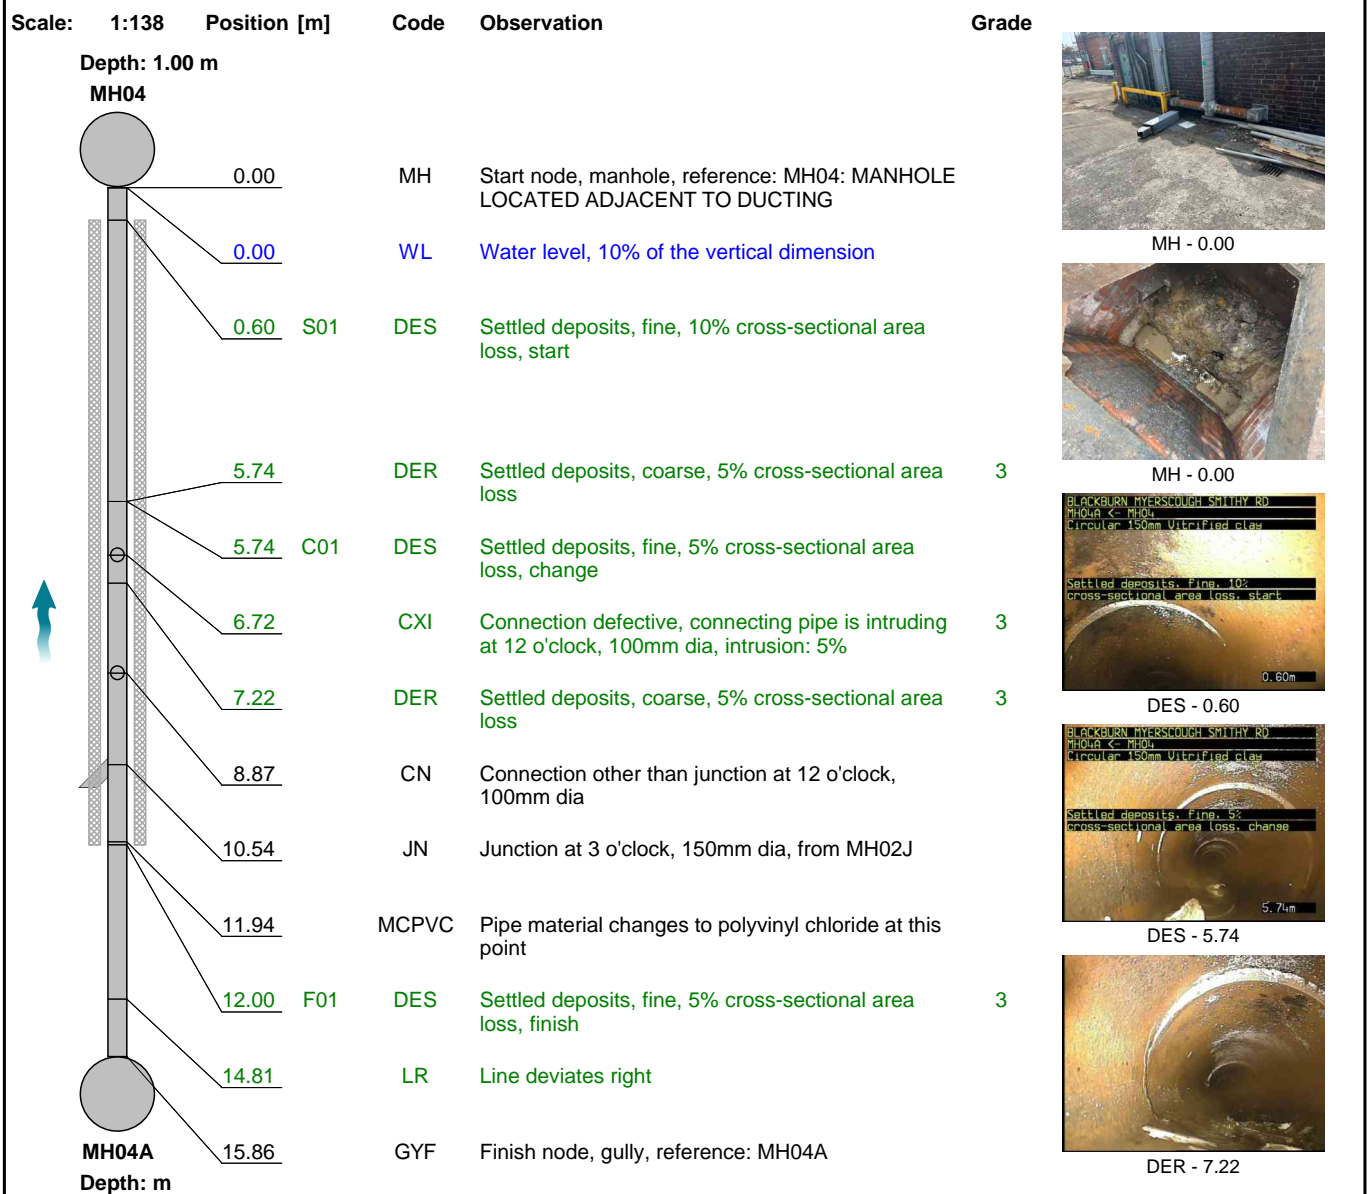 Scale: 1:138 Position [m] Code Observation Grade
Depth: 1.00 m
MH04
0.00 MH Start node, manhole, reference: MH04: MANHOLE
LOCATED ADJACENT TO DUCTING
0.00 WL Water level, 10% of the vertical dimension
0.60 S01 DES Settled deposits, fine, 10% cross-sectional area
loss, start
5.74 DER Settled deposits, coarse, 5% cross-sectional area 3
loss
5.74 C01 DES Settled deposits, fine, 5% cross-sectional area
loss, change
6.72 CXI Connection defective, connecting pipe is intruding 3
at 12 o'clock, 100mm dia, intrusion: 5%
7.22 DER Settled deposits, coarse, 5% cross-sectional area 3
loss
8.87 CN Connection other than junction at 12 o'clock,
100mm dia
10.54 JN Junction at 3 o'clock, 150mm dia, from MH02J
11.94 MCPVC Pipe material changes to polyvinyl chloride at this
point
12.00 F01 DES Settled deposits, fine, 5% cross-sectional area 3
loss, finish
14.81 LR Line deviates right
15.86 GYF Finish node, gully, reference: MH04A
MH04A
Depth: m
MH - 0.00
MH - 0.00
BLACKBURN MYERSCOUGH SMITHY RD
MH04A <- MH04
Circular 150mm Vitrified clay
Settled deposits, fine, 10%
cross-sectional area loss, start
0.60m
DES - 0.60
BLACKBURN MYERSCOUGH SMITHY RD
MH04A <- MH04
Circular 150mm Vitrified clay
Settled deposits, fine, 5%
cross-sectional area loss, change
5.74m
DES - 5.74
DER - 7.22